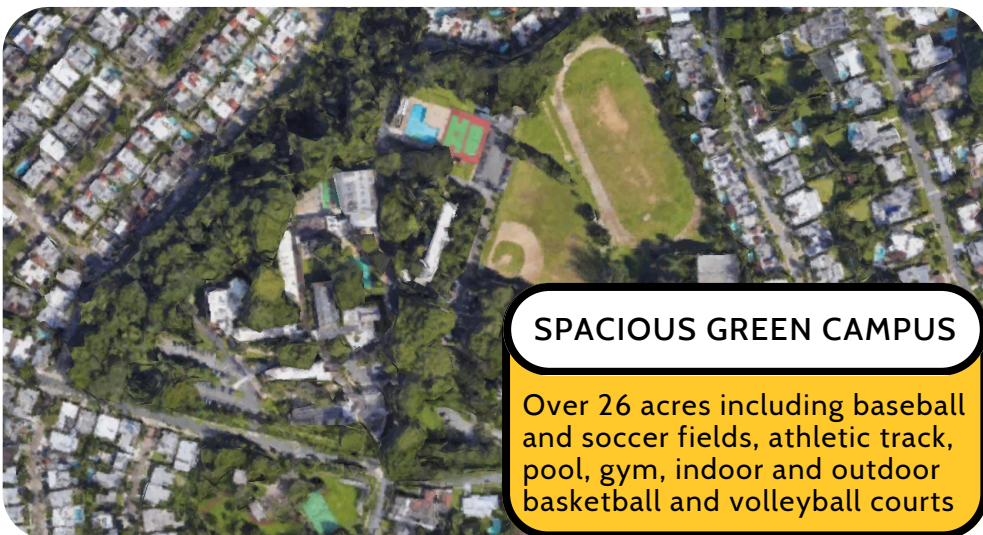 SPACIOUS GREEN CAMPUS
Over 26 acres including baseball
and soccer fields, athletic track,
pool, gym, indoor and outdoor
basketball and volleyball courts